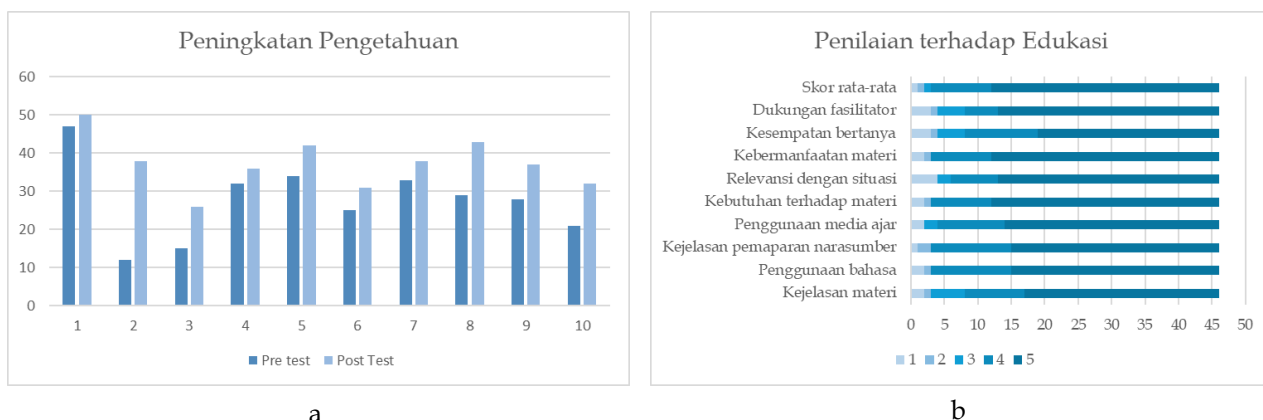 Peningkatan Pengetahuan
60
50
40
30
20
10
0
1 2 3 4 5 6 7 8 9 10
Pre test Post Test
a
Penilaian terhadap Edukasi
Skor rata-rata
Dukungan fasilitator
Kesempatan bertanya
Kebermanfaatan materi
Relevansi dengan situasi
Kebutuhan terhadap materi
Penggunaan media ajar
Kejelasan pemaparan narasumber
Penggunaan bahasa
Kejelasan materi
0 5 10 15 20 25 30 35 40 45 50
1 2 3 4 5
b